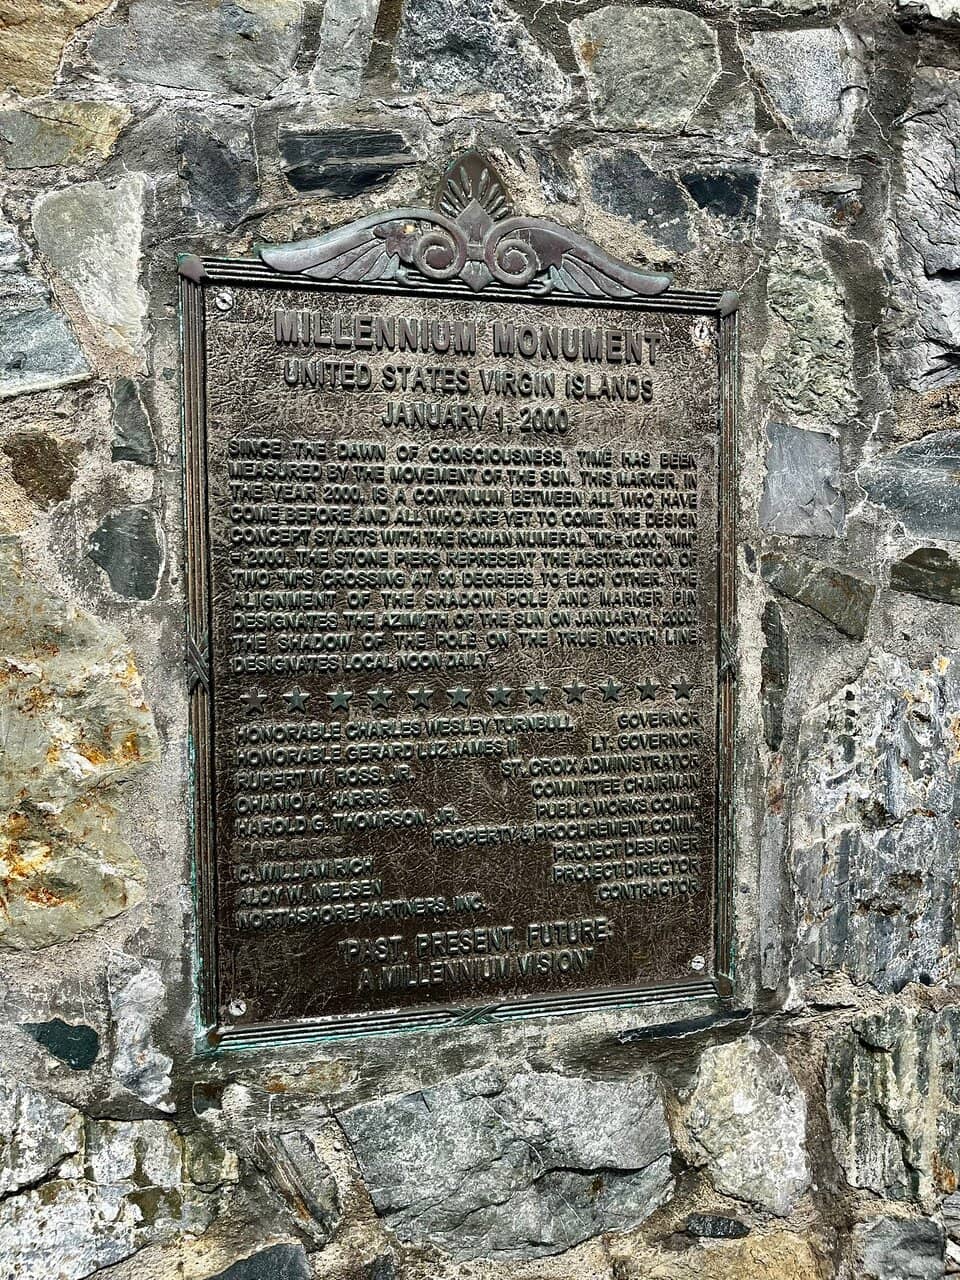 MILLENNIUM MONUMENT
UNITED STATES VIRGIN ISLANDS
JANUARY 1, 2000
SINCE THE DAWN OF CONSCIOUSNESS, TIME HAS BEEN
MEASURED BY THE MOVEMENT OF THE SUN. THIS MARKER, IN
THE YEAR 2000, IS A CONTINUUM BETWEEN ALL WHO HAVE
COME BEFORE AND ALL WHO ARE YET TO COME. THE DESIGN
CONCEPT STARTS WITH THE ROMAN NUMERAL "M" = 1000, "MM"
= 2000. THE STONE PIERS REPRESENT THE ABSTRACTION OF
TWO "M"S CROSSING AT 90 DEGREES TO EACH OTHER. THE
ALIGNMENT OF THE SHADOW POLE AND MARKER PIN
DESIGNATES THE AZIMUTH OF THE SUN ON JANUARY 1, 2000.
THE SHADOW OF THE POLE ON THE TRUE NORTH LINE
DESIGNATES LOCAL NOON DAILY.
HONORABLE CHARLES WESLEY TURNBULL GOVERNOR
HONORABLE GERARD LUZ JAMES II LT. GOVERNOR
RUPERT W. ROSS, JR. ST. CROIX ADMINISTRATOR
OHANIO A. HARRIS COMMITTEE CHAIRMAN
HAROLD G. THOMPSON, JR. PUBLIC WORKS COMM.
PROPERTY & PROCUREMENT COMM.
C. WILLIAM RICH PROJECT DESIGNER
ALOY W. NIELSEN PROJECT DIRECTOR
NORTHSHORE PARTNERS, INC. CONTRACTOR
"PAST, PRESENT, FUTURE:
A MILLENNIUM VISION"